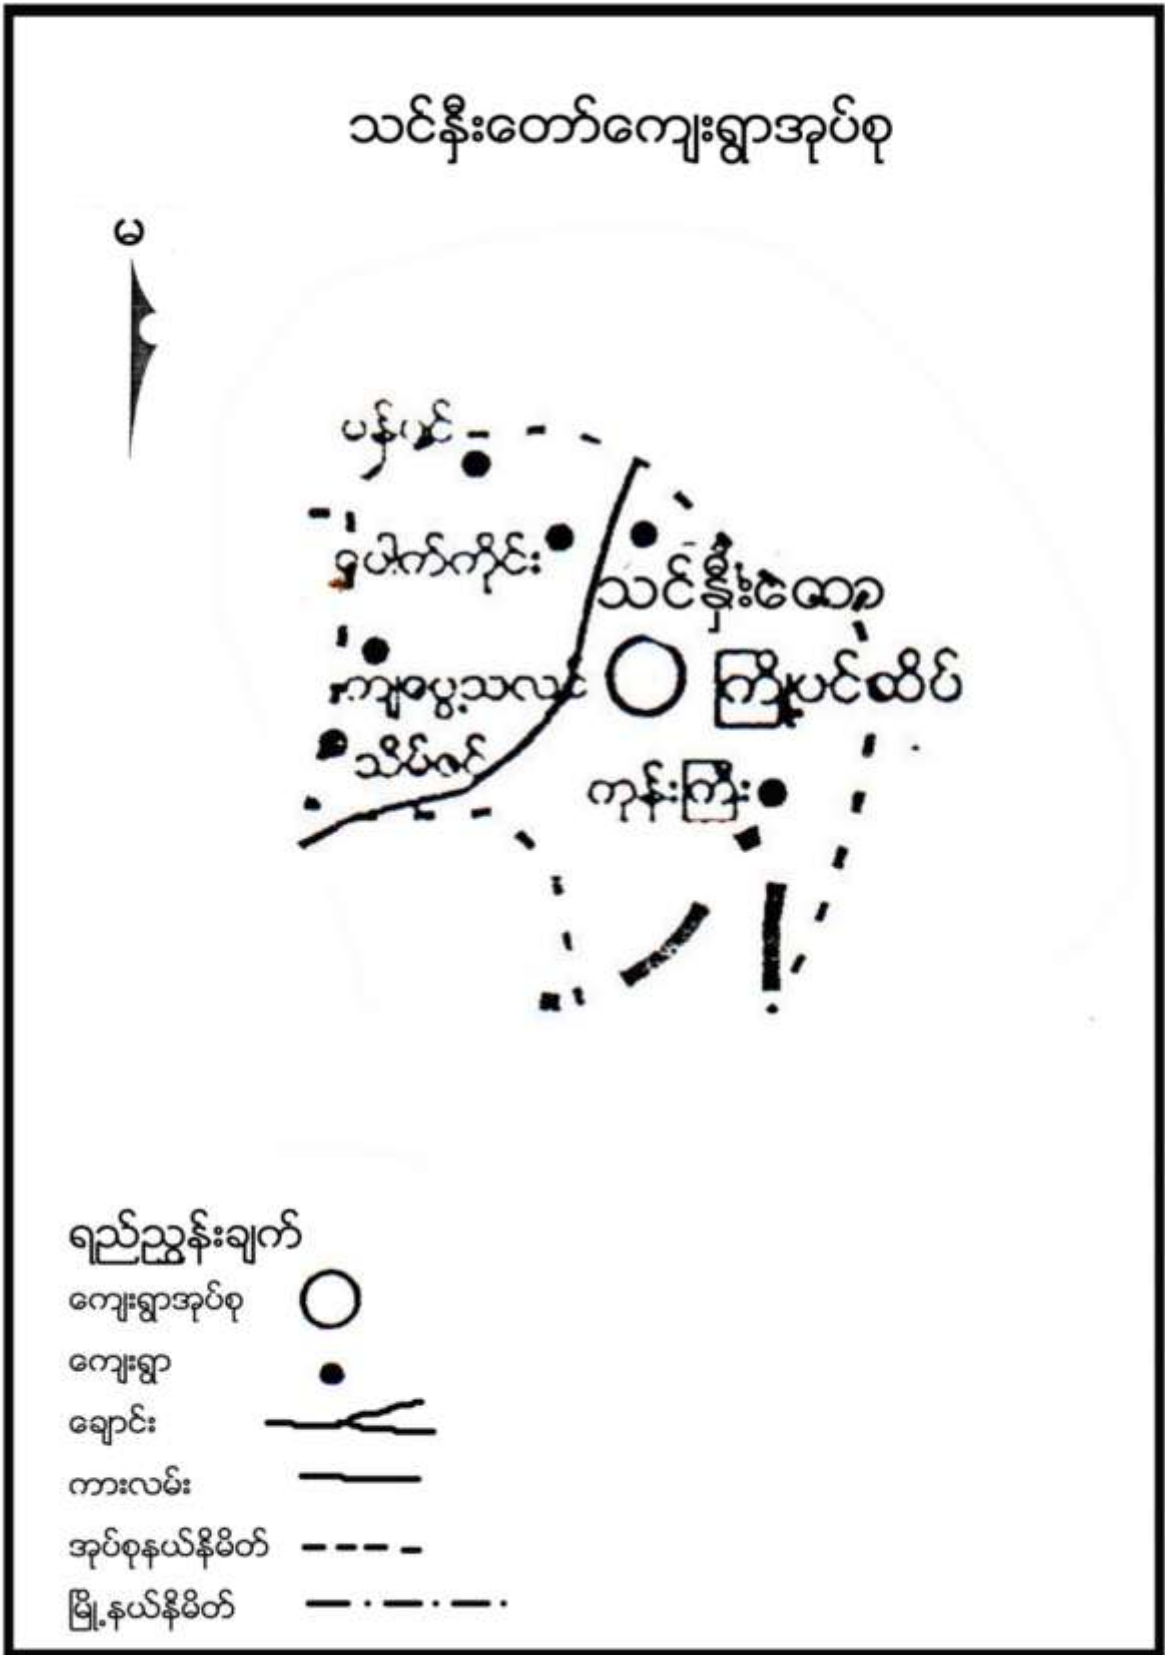 သင်နှီးတော်ကျေးရွာအုပ်စု
မ
မန်ပွင်
ပေါက်ကိုင်း
သင်နှီးတော
ကျပွေ့သလင်
ကြို့ပင်ထိပ်
သိမ်ဇင်
ကုန်းကြီး
ရည်ညွှန်းချက်
ကျေးရွာအုပ်စု
ကျေးရွာ
ချောင်း
ကားလမ်း
အုပ်စုနယ်နိမိတ်
မြို့နယ်နိမိတ်